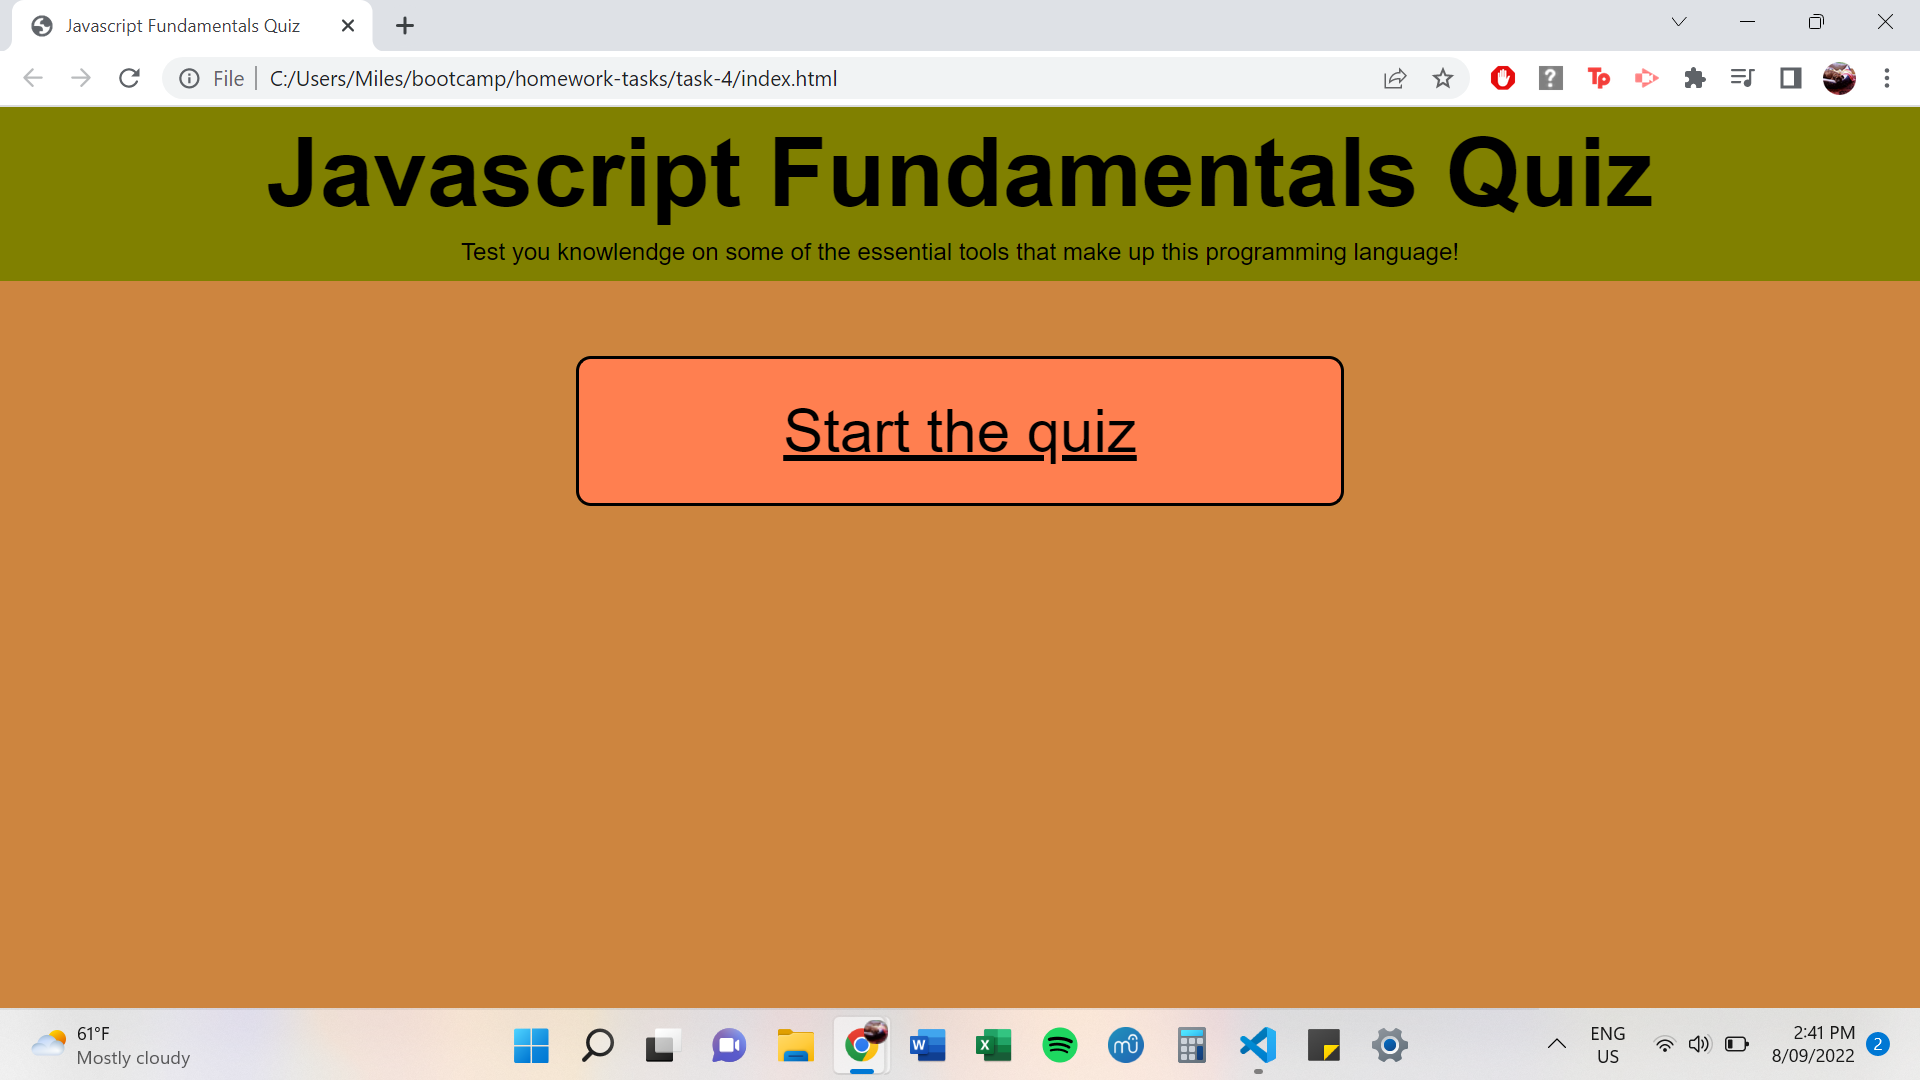 Javascript Fundamentals Quiz
File
C:/Users/Miles/bootcamp/homework-tasks/task-4/index.html
Tp
Javascript Fundamentals Quiz
Test you knowlendge on some of the essential tools that make up this programming language!
Start the quiz
61°F
Mostly cloudy
ENG
US
2:41 PM
8/09/2022
2